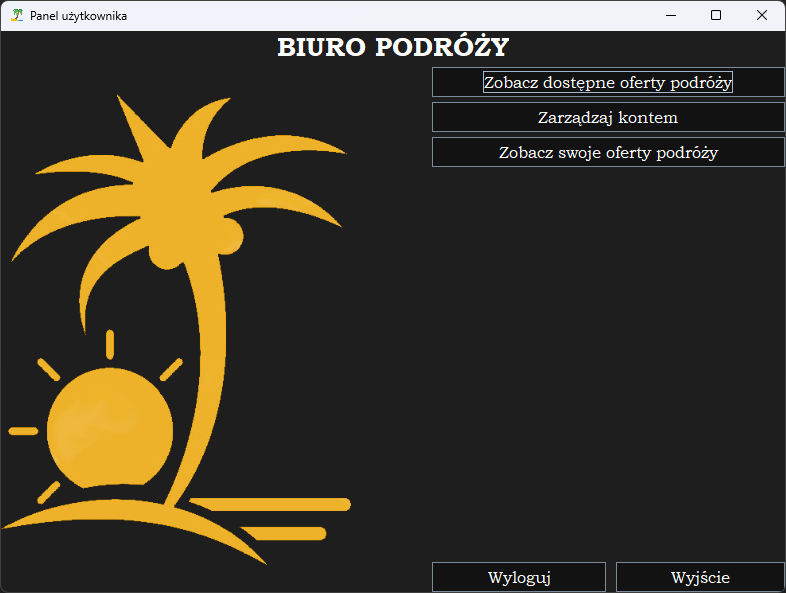 Panel użytkownika
BIURO PODRÓŻY
Zobacz dostępne oferty podróży
Zarządzaj kontem
Zobacz swoje oferty podróży
Wyloguj
Wyjście